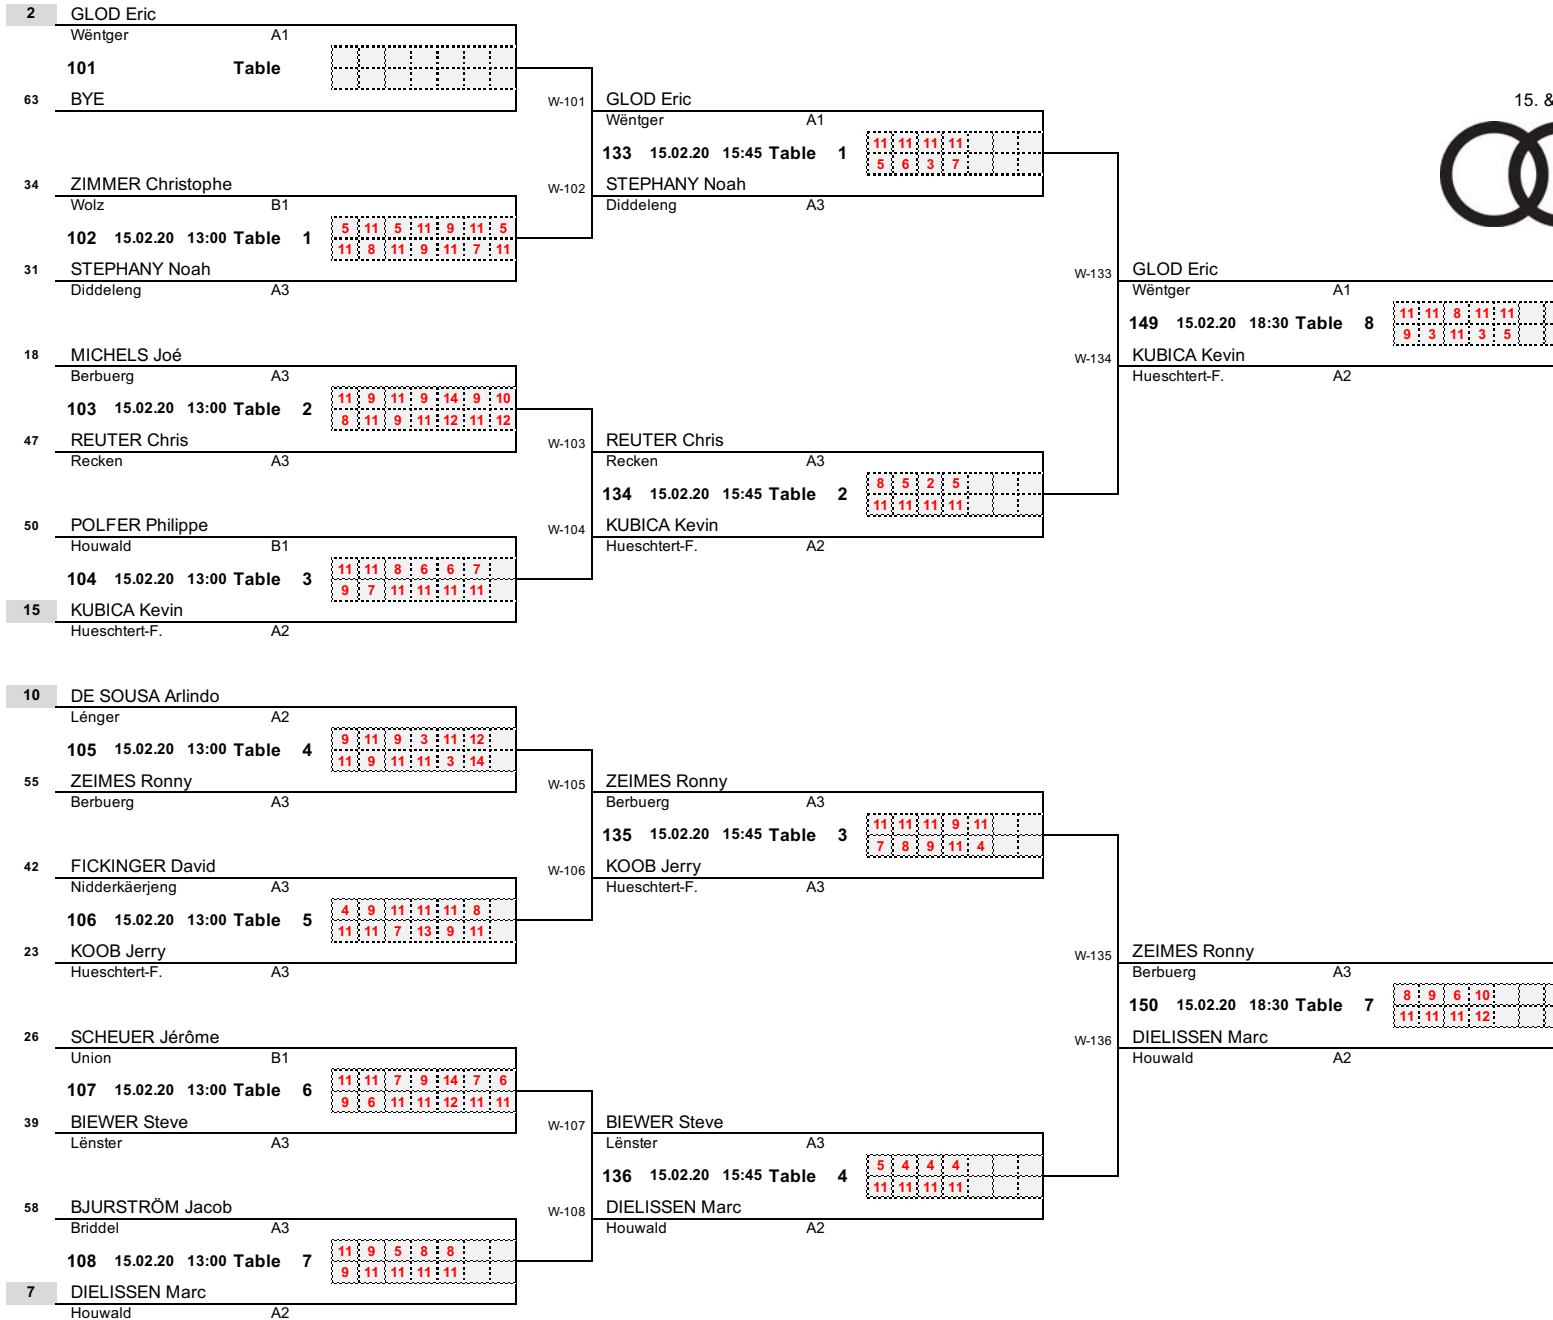 2 GLOD Eric
Wëntger A1
101 Table
63 BYE
W-101 GLOD Eric
Wëntger A1
15. &
133 15.02.20 15:45 Table 1
11 11 11 11
5 6 3 7
34 ZIMMER Christophe
Wolz B1
W-102 STEPHANY Noah
Diddeleng A3
102 15.02.20 13:00 Table 1
5 11 5 11 9 11 5
11 8 11 9 11 7 11
31 STEPHANY Noah
Diddeleng A3
W-133 GLOD Eric
Wëntger A1
149 15.02.20 18:30 Table 8
11 11 8 11 11
9 3 11 3 5
18 MICHELS Joé
Berbuerg A3
W-134 KUBICA Kevin
Hueschtert-F. A2
103 15.02.20 13:00 Table 2
11 9 11 9 14 9 10
8 11 9 11 12 11 12
47 REUTER Chris
Recken A3
W-103 REUTER Chris
Recken A3
134 15.02.20 15:45 Table 2
8 5 2 5
11 11 11 11
50 POLFER Philippe
Houwald B1
W-104 KUBICA Kevin
Hueschtert-F. A2
104 15.02.20 13:00 Table 3
11 11 8 6 6 7
9 7 11 11 11 11
15 KUBICA Kevin
Hueschtert-F. A2
10 DE SOUSA Arlindo
Lénger A2
105 15.02.20 13:00 Table 4
9 11 9 3 11 12
11 9 11 11 3 14
55 ZEIMES Ronny
Berbuerg A3
W-105 ZEIMES Ronny
Berbuerg A3
135 15.02.20 15:45 Table 3
11 11 11 9 11
7 8 9 11 4
42 FICKINGER David
Nidderkäerjeng A3
W-106 KOOB Jerry
Hueschtert-F. A3
106 15.02.20 13:00 Table 5
4 9 11 11 11 8
11 11 7 13 9 11
23 KOOB Jerry
Hueschtert-F. A3
W-135 ZEIMES Ronny
Berbuerg A3
150 15.02.20 18:30 Table 7
8 9 6 10
11 11 11 12
26 SCHEUER Jérôme
Union B1
W-136 DIELISSEN Marc
Houwald A2
107 15.02.20 13:00 Table 6
11 11 7 9 14 7 6
9 6 11 11 12 11 11
39 BIEWER Steve
Lënster A3
W-107 BIEWER Steve
Lënster A3
136 15.02.20 15:45 Table 4
5 4 4 4
11 11 11 11
58 BJURSTRÖM Jacob
Briddel A3
W-108 DIELISSEN Marc
Houwald A2
108 15.02.20 13:00 Table 7
11 9 5 8 8
9 11 11 11 11
7 DIELISSEN Marc
Houwald A2